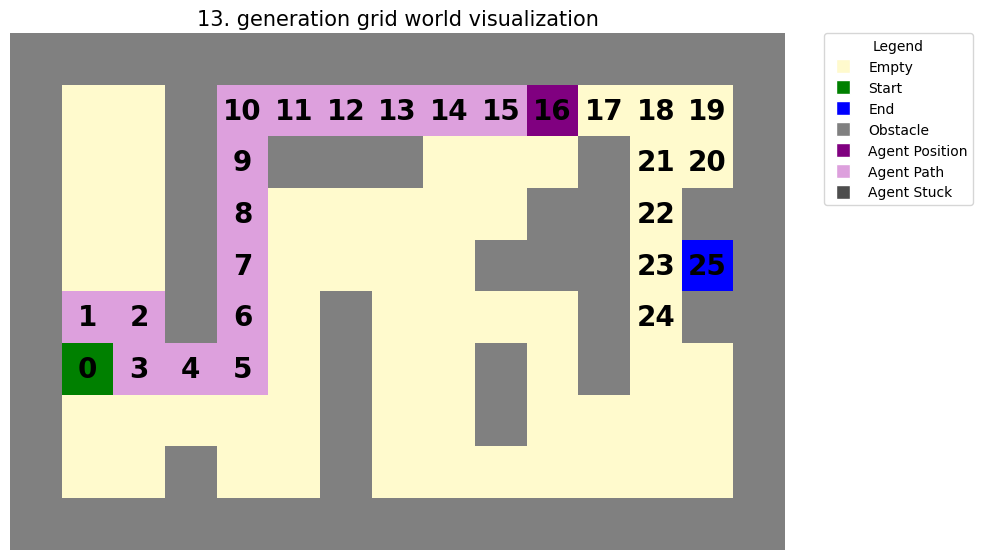 13. generation grid world visualization
Legend
Empty
Start
End
Obstacle
Agent Position
Agent Path
Agent Stuck
10 11 12 13 14 15 16 17 18 19
9 21 20
8 22
7 23 25
1 2 6 24
0 3 4 5